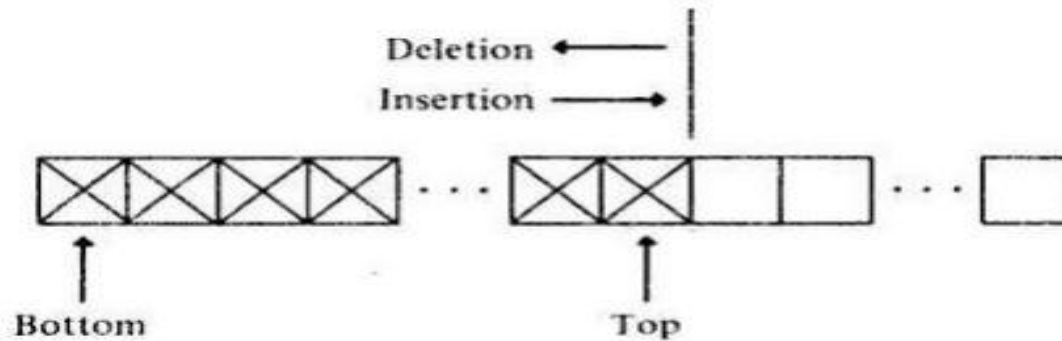 Deletion
Insertion
. . .
. . .
Bottom
Top